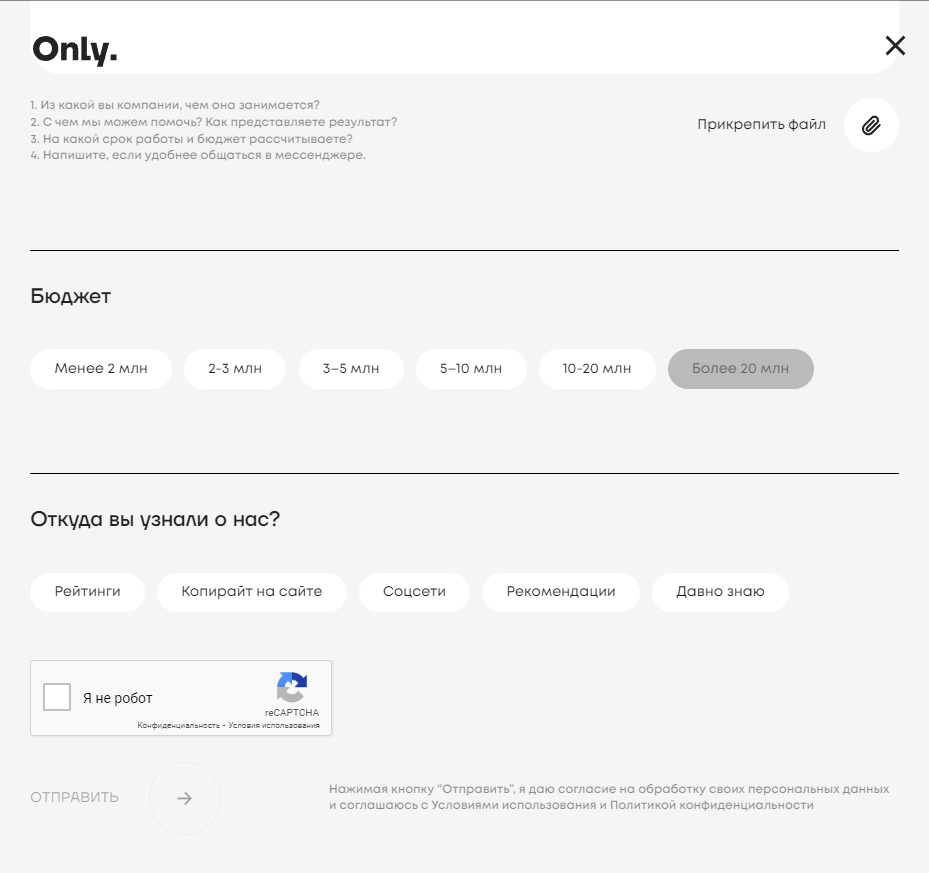 Only.
1. Из какой вы компании, чем она занимается?
2. С чем мы можем помочь? Как представляете результат?
3. На какой срок работы и бюджет рассчитываете?
4. Напишите, если удобнее общаться в мессенджере.
Прикрепить файл
Бюджет
Менее 2 млн
2-3 млн
3–5 млн
5–10 млн
10-20 млн
Более 20 млн
Откуда вы узнали о нас?
Рейтинги
Копирайт на сайте
Соцсети
Рекомендации
Давно знаю
Я не робот
reCAPTCHA
Конфиденциальность - Условия использования
ОТПРАВИТЬ
Нажимая кнопку “Отправить”, я даю согласие на обработку своих персональных данных
и соглашаюсь с Условиями использования и Политикой конфиденциальности